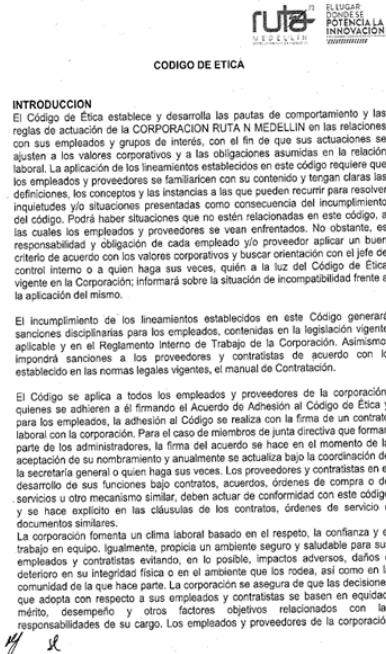 ruta
MEDELLIN
EL LUGAR
DONDE SE
POTENCIA LA
INNOVACIÓN
CODIGO DE ETICA
INTRODUCCION
El Código de Ética establece y desarrolla las pautas de comportamiento y las
reglas de actuación de la CORPORACION RUTA N MEDELLIN en las relaciones
con sus empleados y grupos de interés, con el fin de que sus actuaciones se
ajusten a los valores corporativos y a las obligaciones asumidas en la relación
laboral. La aplicación de los lineamientos establecidos en este código requiere que
los empleados y proveedores se familiaricen con su contenido y tengan claras las
definiciones, los conceptos y las instancias a las que pueden recurrir para resolver
inquietudes y/o situaciones presentadas como consecuencia del incumplimiento
del código. Podrá haber situaciones que no estén relacionadas en este código, a
las cuales los empleados y proveedores se vean enfrentados. No obstante, es
responsabilidad y obligación de cada empleado y/o proveedor aplicar un buen
criterio de acuerdo con los valores corporativos y buscar orientación con el jefe de
control interno o a quien haga sus veces, quién a la luz del Código de Ética
vigente en la Corporación; informará sobre la situación de incompatibilidad frente a
la aplicación del mismo.
El incumplimiento de los lineamientos establecidos en este Código generará
sanciones disciplinarias para los empleados, contenidas en la legislación vigente
aplicable y en el Reglamento Interno de Trabajo de la Corporación. Asimismo
impondrá sanciones a los proveedores y contratistas de acuerdo con lo
establecido en las normas legales vigentes, el manual de Contratación.
El Código se aplica a todos los empleados y proveedores de la corporación
quienes se adhieren a él firmando el Acuerdo de Adhesión al Código de Ética y
para los empleados, la adhesión al Código se realiza con la firma de un contrato
laboral con la corporación. Para el caso de miembros de junta directiva que forman
parte de los administradores, la firma del acuerdo se hace en el momento de la
aceptación de su nombramiento y anualmente se actualiza bajo la coordinación de
la secretaría general o quien haga sus veces. Los proveedores y contratistas en el
desarrollo de sus funciones bajo contratos, acuerdos, órdenes de compra o de
servicios u otro mecanismo similar, deben actuar de conformidad con este código
y se hace explícito en las cláusulas de los contratos, órdenes de servicio o
documentos similares.
La corporación fomenta un clima laboral basado en el respeto, la confianza y e
trabajo en equipo. Igualmente, propicia un ambiente seguro y saludable para su
empleados y contratistas evitando, en lo posible, impactos adversos, daños o
deterioro en su integridad física o en el ambiente que los rodea, así como en la
comunidad de la que hace parte. La corporación se asegura de que las decisione
que adopta con respecto a sus empleados y contratistas se basen en equidad
mérito, desempeño y otros factores objetivos relacionados con la
responsabilidades de su cargo. Los empleados y proveedores de la corporació